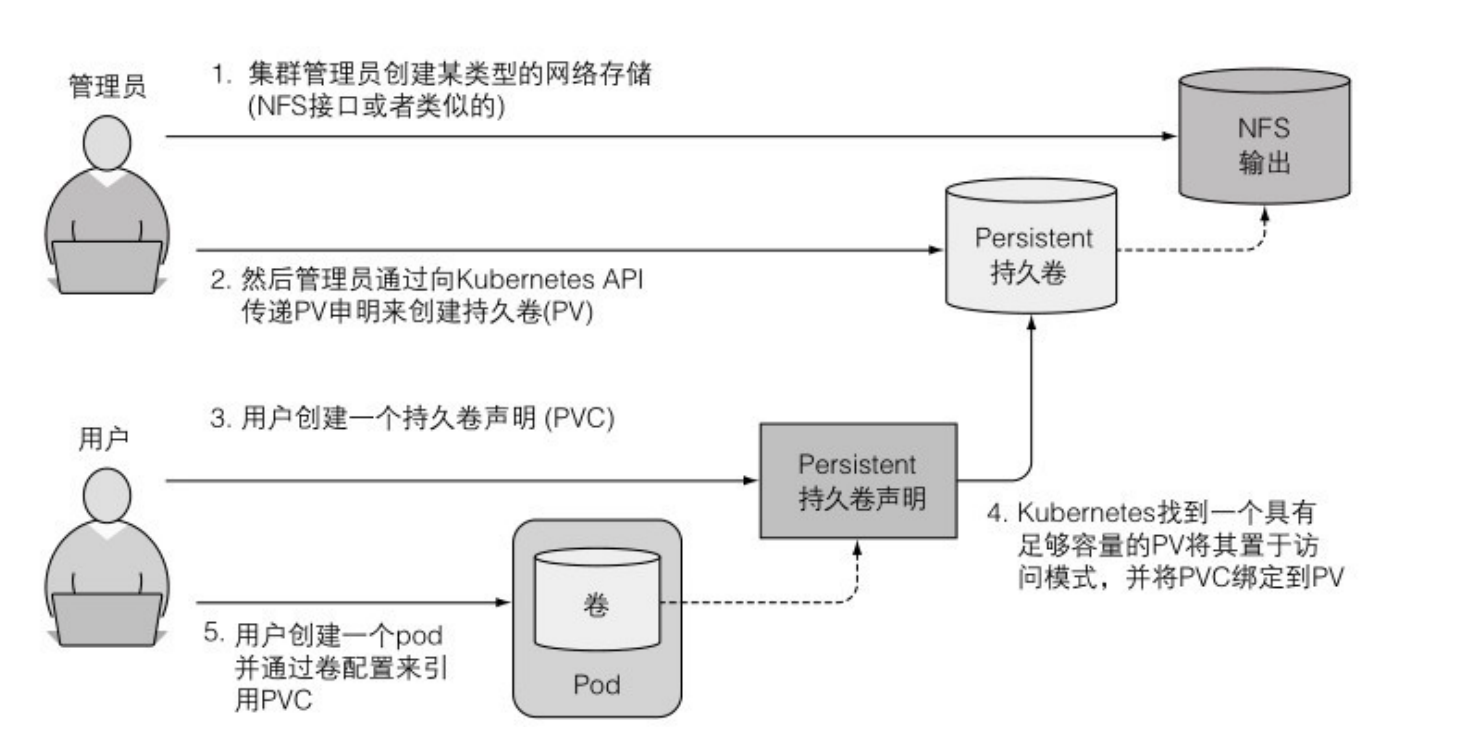 管理员
1. 集群管理员创建某类型的网络存储
(NFS接口或者类似的)
NFS
输出
Persistent
持久卷
2. 然后管理员通过向Kubernetes API
传递PV申明来创建持久卷(PV)
3. 用户创建一个持久卷声明 (PVC)
用户
Persistent
持久卷声明
4. Kubernetes找到一个具有
足够容量的PV将其置于访
问模式，并将PVC绑定到PV
卷
Pod
5. 用户创建一个pod
并通过卷配置来引
用PVC